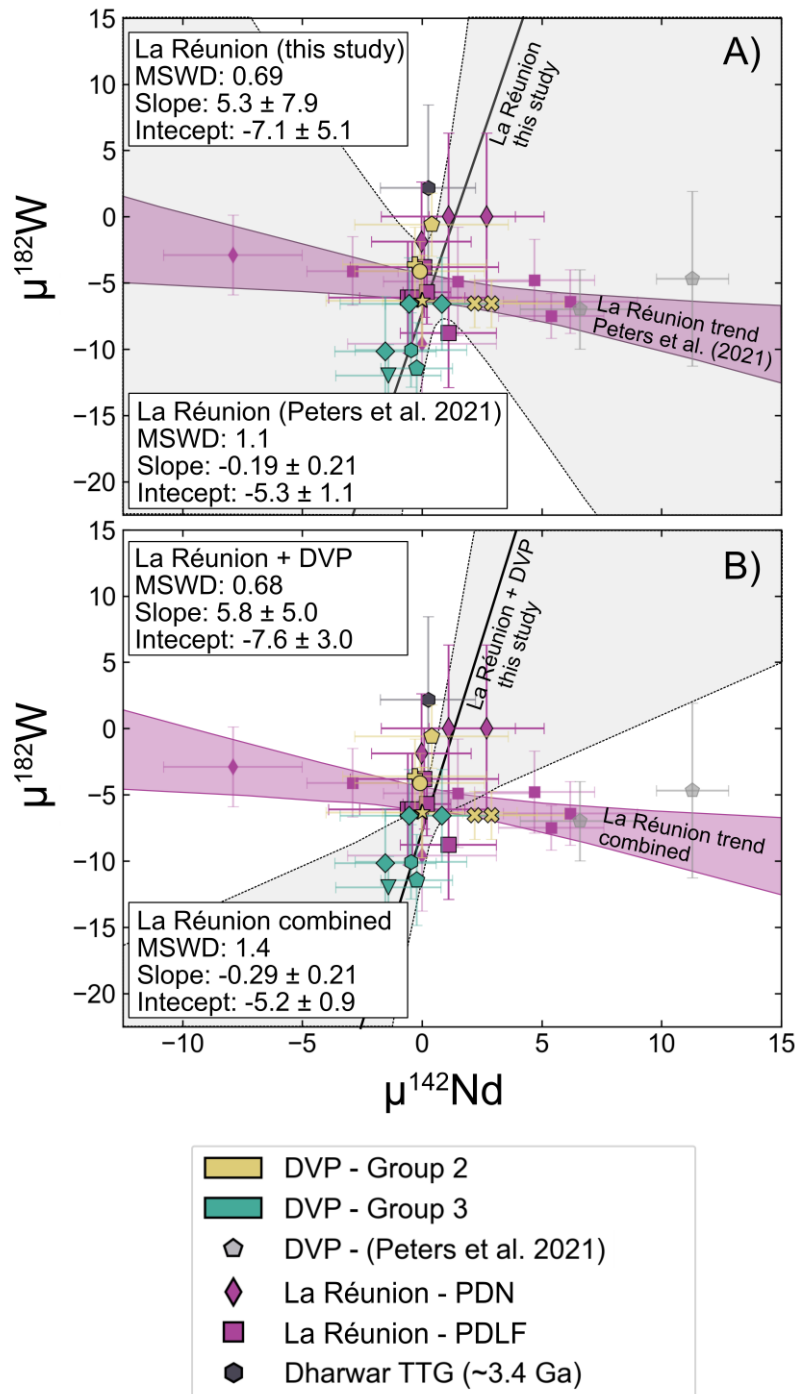 A)
La Réunion (this study)
MSWD: 0.69
Slope: 5.3 ± 7.9
Intecept: -7.1 ± 5.1
La Réunion
this study
La Réunion trend
Peters et al. (2021)
La Réunion (Peters et al. 2021)
MSWD: 1.1
Slope: -0.19 ± 0.21
Intecept: -5.3 ± 1.1
15
10
5
0
−5
−10
−15
−20
μ¹⁸²W
B)
La Réunion + DVP
MSWD: 0.68
Slope: 5.8 ± 5.0
Intecept: -7.6 ± 3.0
La Réunion + DVP
this study
La Réunion trend
combined
La Réunion combined
MSWD: 1.4
Slope: -0.29 ± 0.21
Intecept: -5.2 ± 0.9
15
10
5
0
−5
−10
−15
−20
μ¹⁸²W
−10 −5 0 5 10 15
μ¹⁴²Nd
DVP - Group 2
DVP - Group 3
DVP - (Peters et al. 2021)
La Réunion - PDN
La Réunion - PDLF
Dharwar TTG (~3.4 Ga)